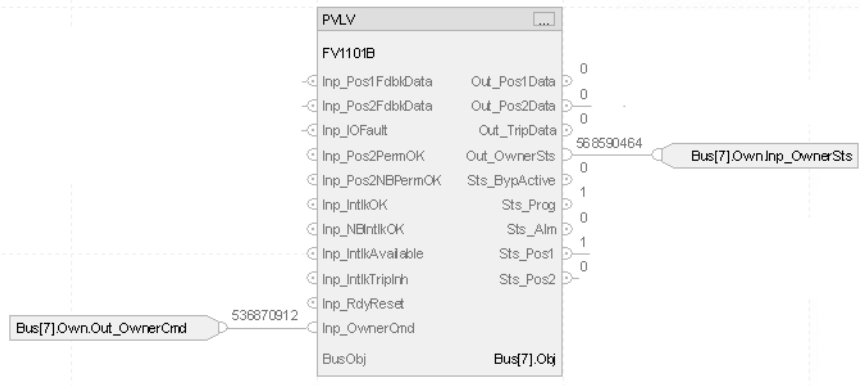 PVLV ...
FV1101B
Inp_Pos1FdbkData Out_Pos1Data 0
Inp_Pos2FdbkData Out_Pos2Data 0
Inp_IOFault Out_TripData 0
Inp_Pos2PermOK Out_OwnerSts 568590464 Bus[7].Own.Inp_OwnerSts
Inp_Pos2NBPermOK Sts_BypActive 0
Inp_IntlkOK Sts_Prog 1
Inp_NBIntlkOK Sts_Alm 0
Inp_IntlkAvailable Sts_Pos1 1
Inp_IntlkTripInh Sts_Pos2 0
Inp_RdyReset
Bus[7].Own.Out_OwnerCmd 536870912 Inp_OwnerCmd
BusObj Bus[7].Obj